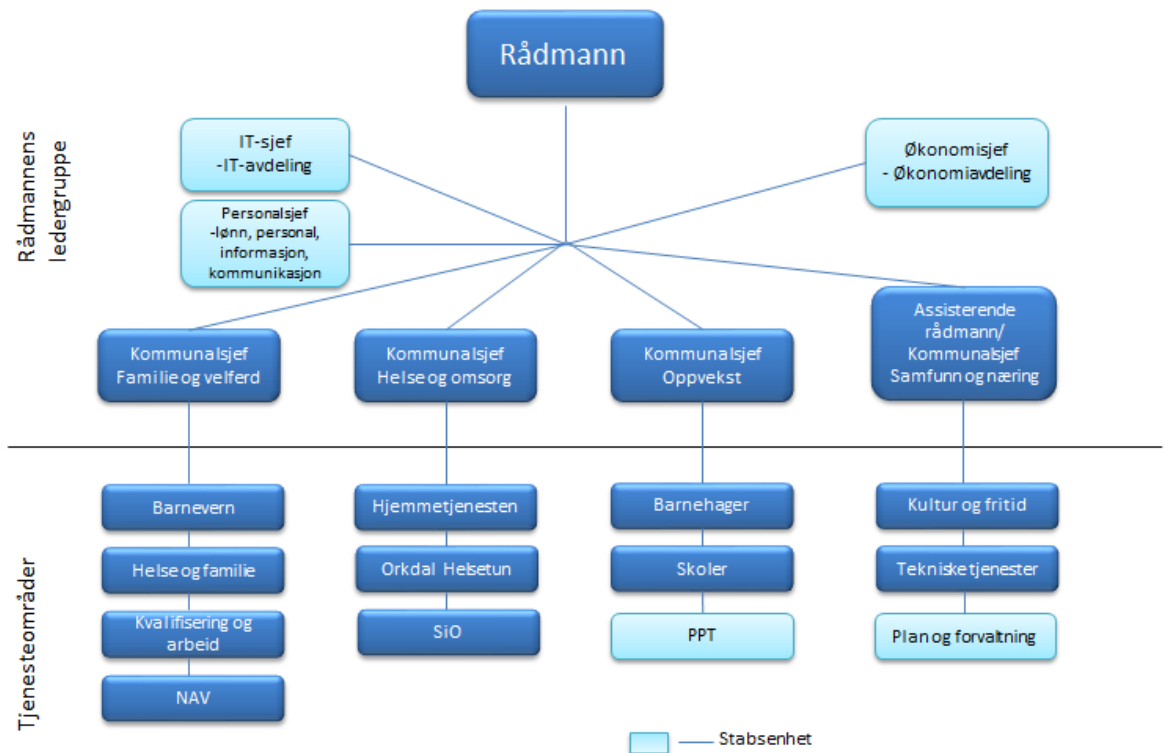 Rådmann
Rådmannens
ledergruppe
IT-sjef
-IT-avdeling
Økonomisjef
- Økonomiavdeling
Personalsjef
-lønn, personal,
informasjon,
kommunikasjon
Kommunalsjef
Familie og velferd
Kommunalsjef
Helse og omsorg
Kommunalsjef
Oppvekst
Assisterende
rådmann/
Kommunalsjef
Samfunn og næring
Tjenesteområder
Barnevern
Helse og familie
Kvalifisering og
arbeid
NAV
Hjemmetjenesten
Orkdal Helsetun
SiO
Barnehager
Skoler
PPT
Kultur og fritid
Tekniske tjenester
Plan og forvaltning
Stabsenhet